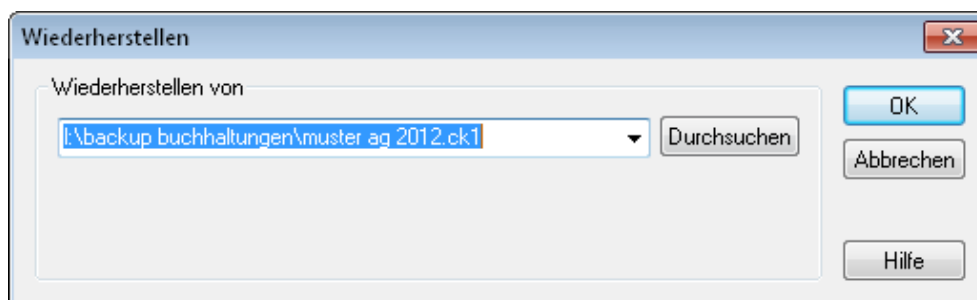 Wiederherstellen
Wiederherstellen von
I:\backup buchhaltungen\muster ag 2012.ck1
Durchsuchen
OK
Abbrechen
Hilfe